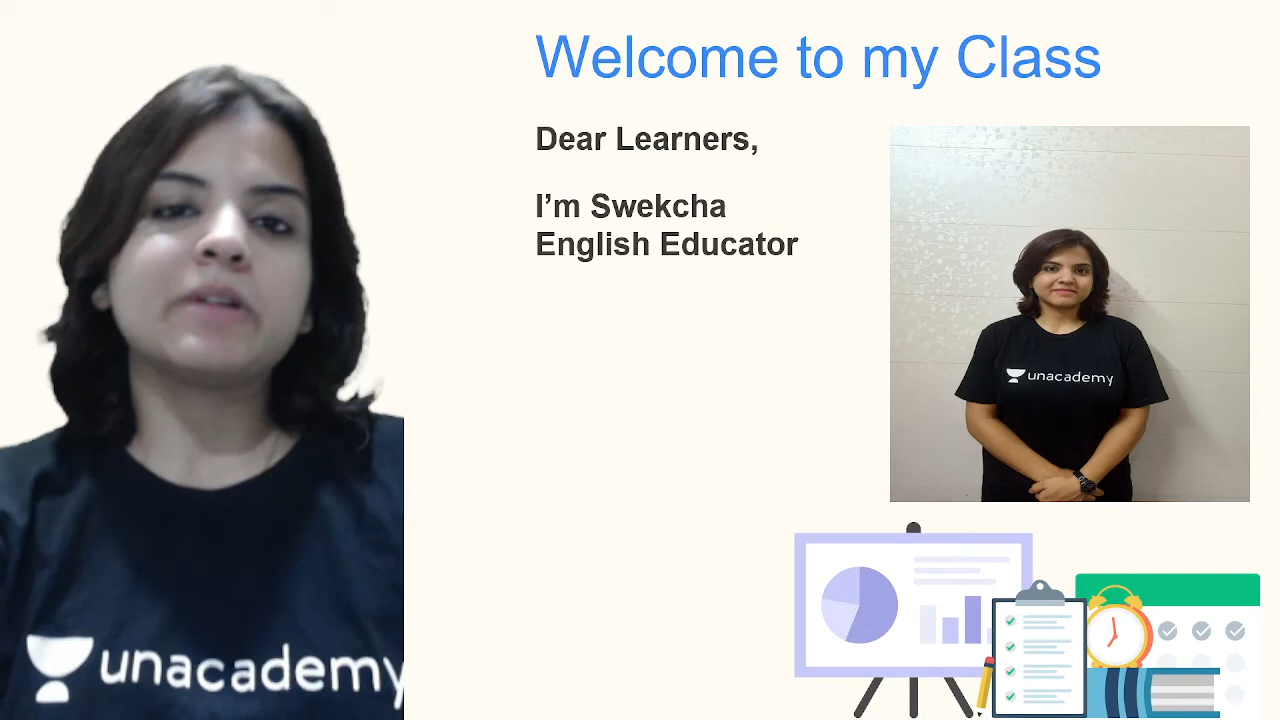 Welcome to my Class
Dear Learners,
I’m Swekcha
English Educator
unacademy
unacademy